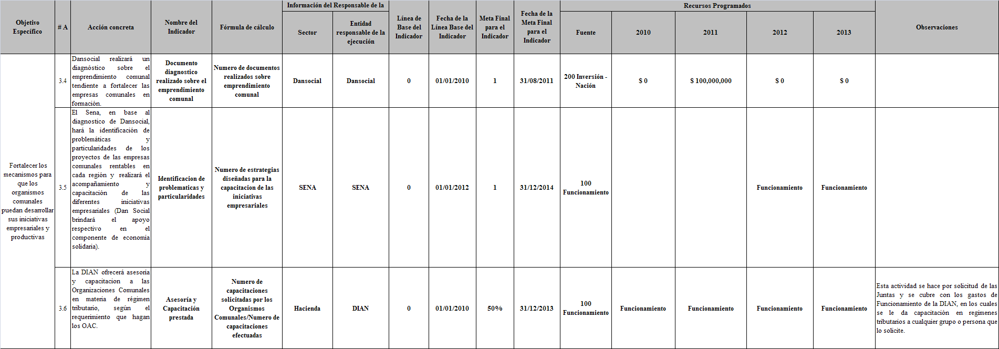 Objetivo
Específico
# A
Acción concreta
Nombre del
Indicador
Fórmula de cálculo
Información del Responsable de la
Sector
Entidad
responsable de la
ejecución
Línea de
Base del
Indicador
Fecha de la
Línea Base del
Indicador
Meta Final
para el
Indicador
Fecha de la
Meta Final
para el
Indicador
Recursos Programados
Fuente
2010
2011
2012
2013
Observaciones
Fortalecer los
mecanismos para
que los
organismos
comunales
puedan desarrollar
sus iniciativas
empresariales y
productivas
3.4
Dansocial realizará un
diagnóstico sobre el
emprendimiento comunal
tendiente a fortalecer las
empresas comunales en
formación.
Documento
diagnostico
realizado sobre el
emprendimiento
comunal
Numero de documentos
realizados sobre
emprendimiento
comunal
Dansocial
Dansocial
0
01/01/2010
1
31/08/2011
200 Inversión -
Nación
$ 0
$ 100,000,000
$ 0
$ 0
3.5
El Sena, en base al
diagnostico de Dansocial,
hará la identificación de
problemáticas y
particularidades de los
proyectos de las empresas
comunales rentables en
cada región y realizará el
acompañamiento y
capacitación de las
diferentes iniciativas
empresariales (Dan Social
brindará el apoyo
respectivo en el
componente de economía
solidaria).
Identificacion de
problematicas y
particularidades
Numero de estrategias
diseñadas para la
capacitacion de las
iniciativas
empresariales
SENA
SENA
0
01/01/2012
1
31/12/2014
100
Funcionamiento
Funcionamiento
Funcionamiento
3.6
La DIAN ofrecerá asesoría
y capacitacion a las
Organizaciones Comunales
en materia de régimen
tributario, según el
requerimiento que hagan
los OAC.
Asesoría y
Capacitación
prestada
Numero de
capacitaciones
solicitadas por los
Organismos
Comunales/Numero de
capacitaciones
efectuadas
Hacienda
DIAN
0
01/01/2010
50%
31/12/2013
100
Funcionamiento
Funcionamiento
Funcionamiento
Funcionamiento
Funcionamiento
Esta actividad se hace por solicitud de las
Juntas y se cubre con los gastos de
Funcionamiento de la DIAN, en los cuales
se le da capacitación en regimenes
tributarios a cualquier grupo o persona que
lo solicite.